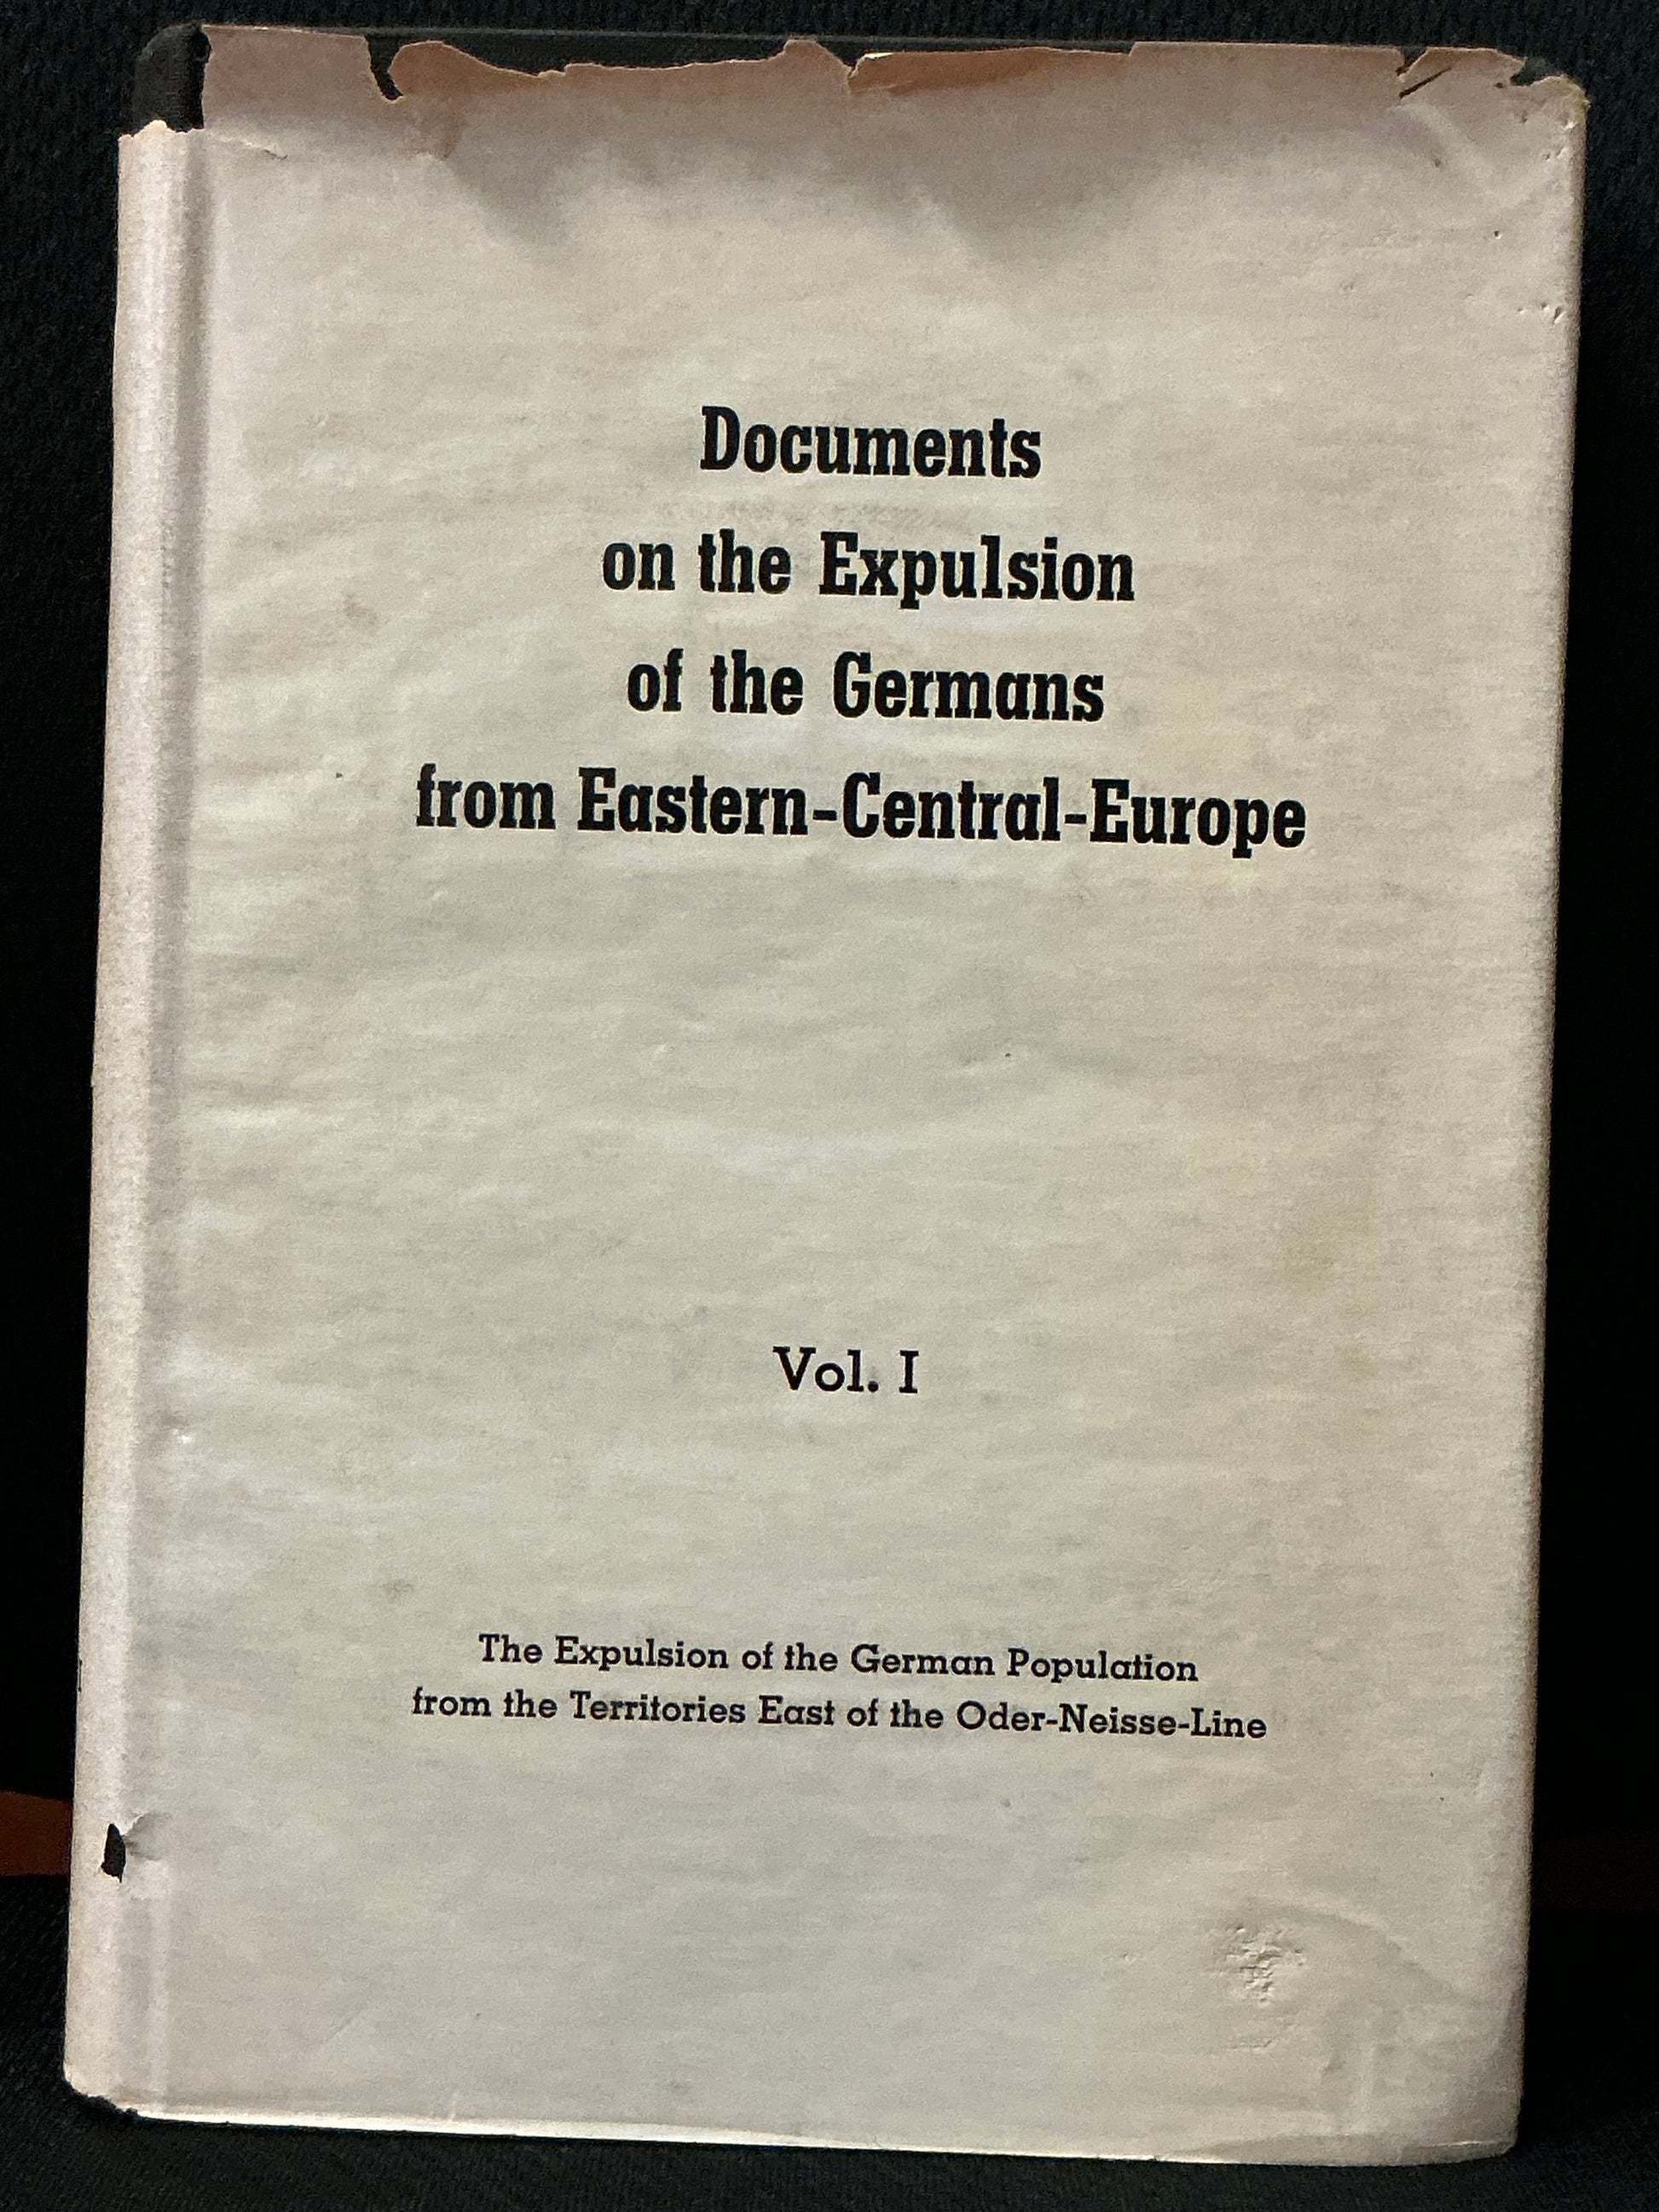 Documents
on the Expulsion
of the Germans
from Eastern-Central-Europe
Vol. I
The Expulsion of the German Population
from the Territories East of the Oder-Neisse-Line